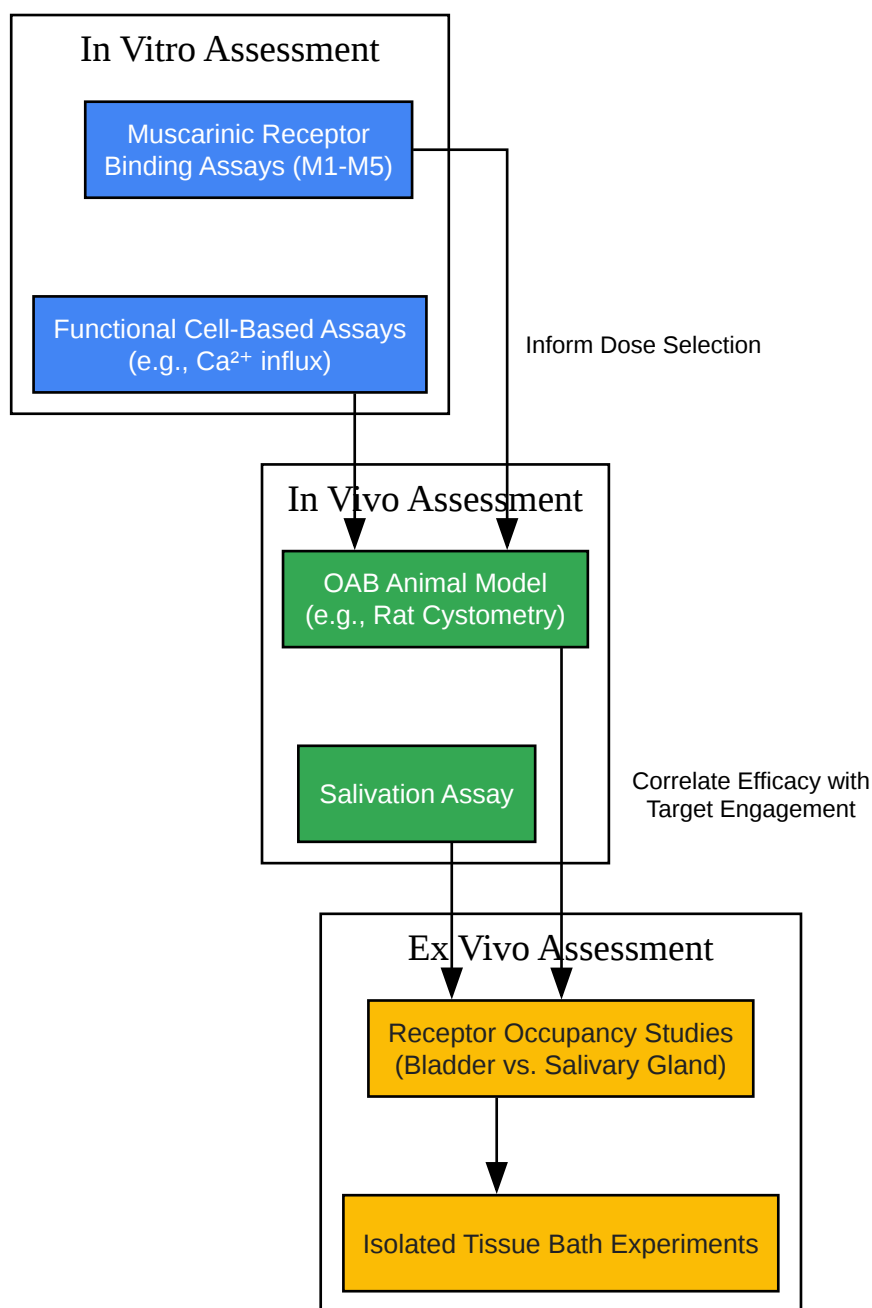 In Vitro Assessment
Muscarinic Receptor
Binding Assays (M1-M5)
Functional Cell-Based Assays
(e.g., Ca²⁺ influx)
Inform Dose Selection
In Vivo Assessment
OAB Animal Model
(e.g., Rat Cystometry)
Salivation Assay
Correlate Efficacy with
Target Engagement
Ex Vivo Assessment
Receptor Occupancy Studies
(Bladder vs. Salivary Gland)
Isolated Tissue Bath Experiments